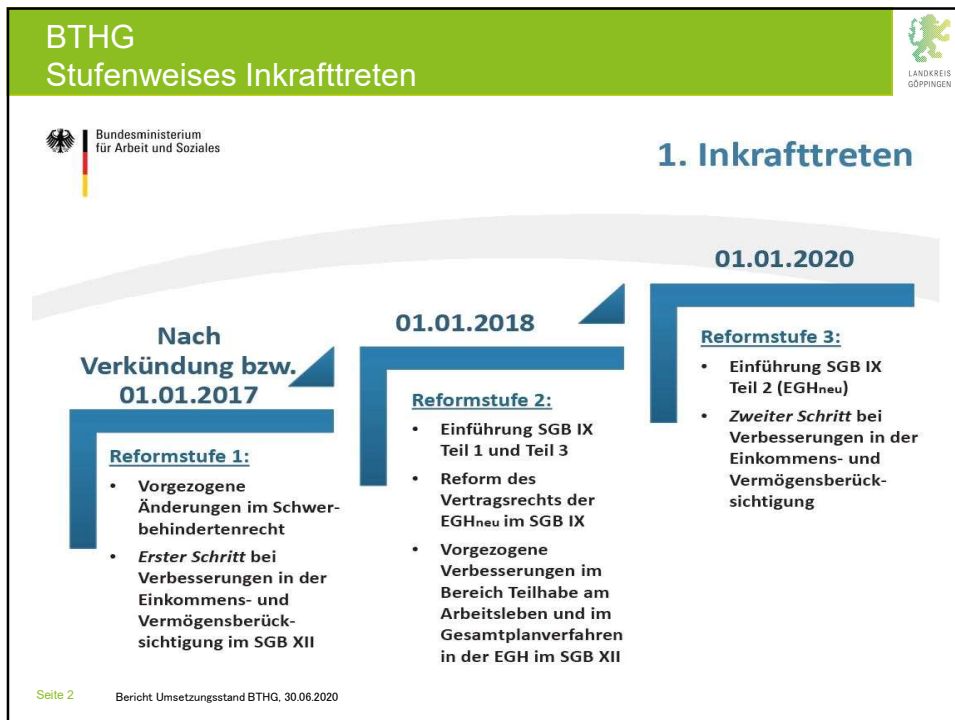 BTHG
Stufenweises Inkrafttreten
LANDKREIS
GÖPPINGEN
Bundesministerium
für Arbeit und Soziales
1. Inkrafttreten
Nach
Verkündung bzw.
01.01.2017
Reformstufe 1:
• Vorgezogene
Änderungen im Schwer-
behindertenrecht
• Erster Schritt bei
Verbesserungen in der
Einkommens- und
Vermögensberück-
sichtigung im SGB XII
01.01.2018
Reformstufe 2:
• Einführung SGB IX
Teil 1 und Teil 3
• Reform des
Vertragsrechts der
EGHneu im SGB IX
• Vorgezogene
Verbesserungen im
Bereich Teilhabe am
Arbeitsleben und im
Gesamtplanverfahren
in der EGH im SGB XII
01.01.2020
Reformstufe 3:
• Einführung SGB IX
Teil 2 (EGHneu)
• Zweiter Schritt bei
Verbesserungen in der
Einkommens- und
Vermögensberück-
sichtigung
Seite 2 Bericht Umsetzungsstand BTHG, 30.06.2020